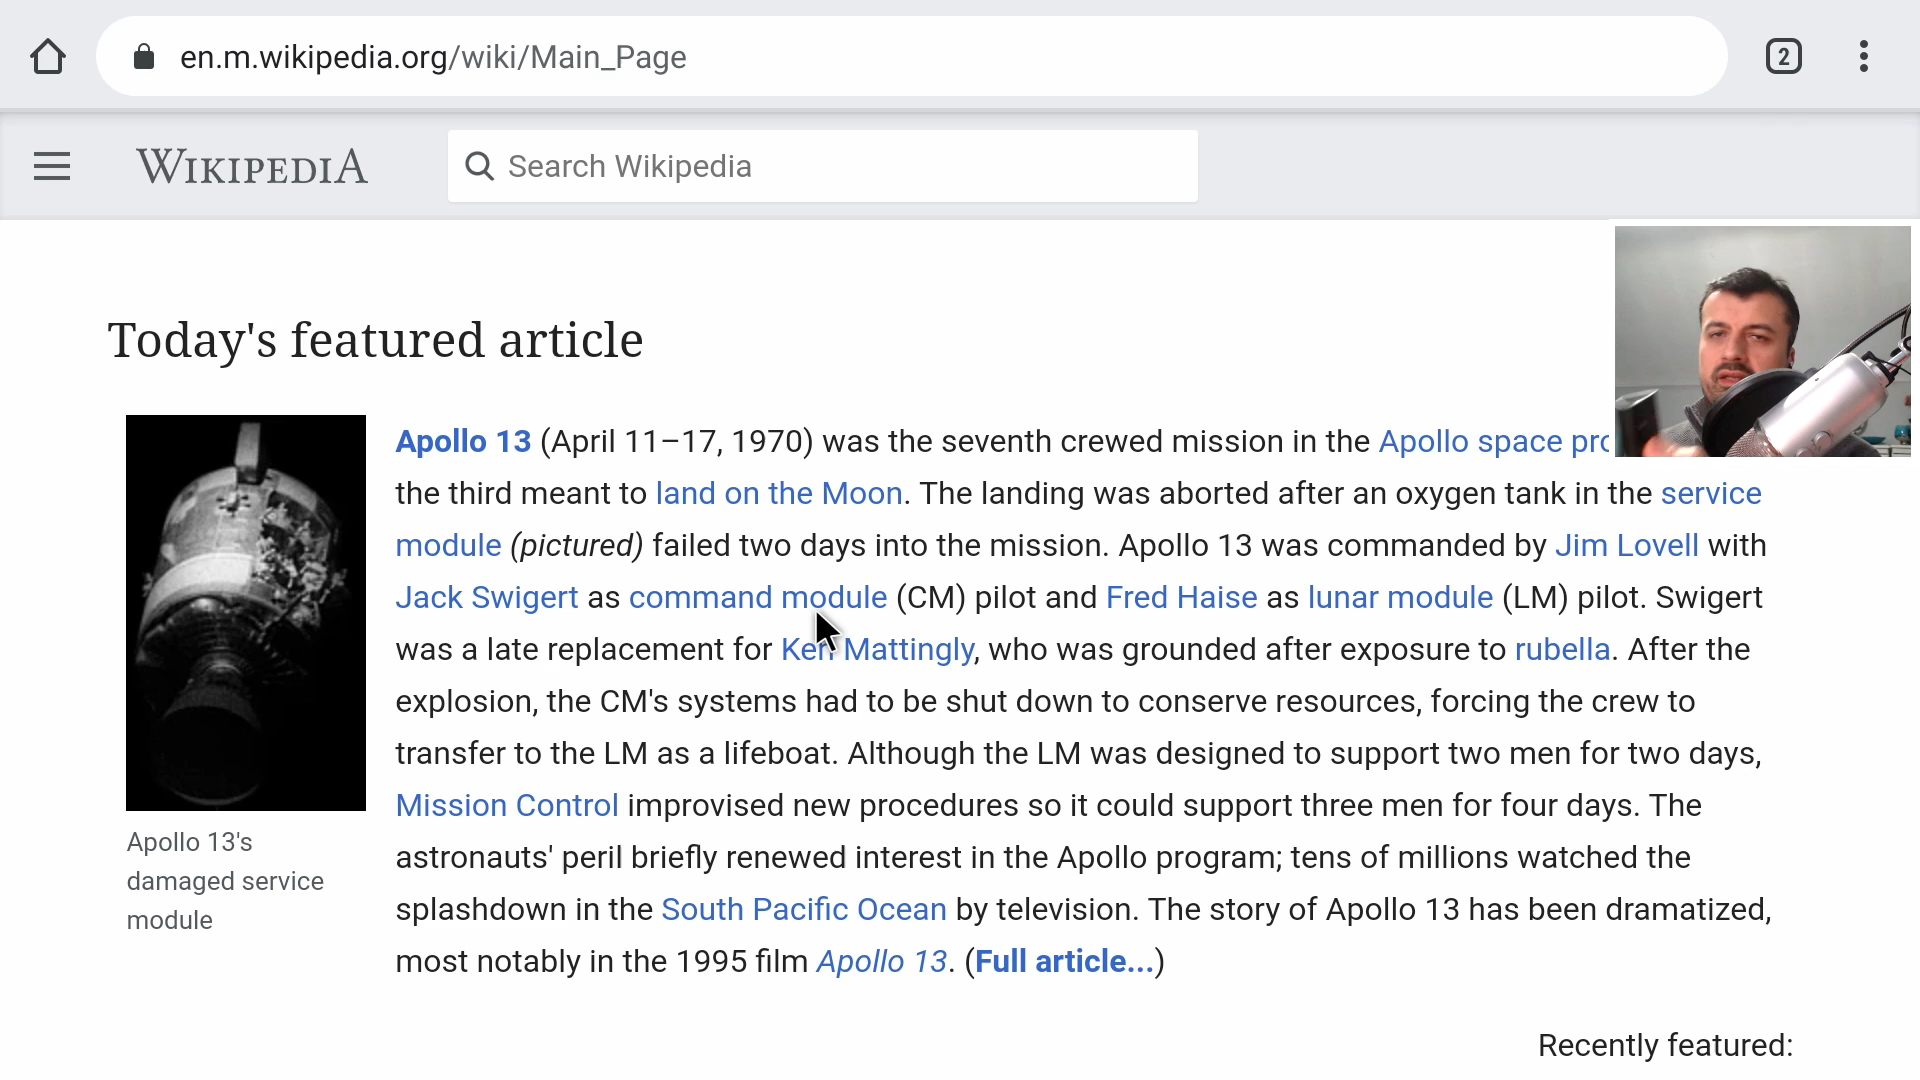 en.m.wikipedia.org/wiki/Main_Page
2
WIKIPEDIA
Search Wikipedia
Today's featured article
Apollo 13 (April 11–17, 1970) was the seventh crewed mission in the Apollo space
the third meant to land on the Moon. The landing was aborted after an oxygen tank in the service
module (pictured) failed two days into the mission. Apollo 13 was commanded by Jim Lovell with
Jack Swigert as command module (CM) pilot and Fred Haise as lunar module (LM) pilot. Swigert
was a late replacement for Ken Mattingly, who was grounded after exposure to rubella. After the
explosion, the CM's systems had to be shut down to conserve resources, forcing the crew to
transfer to the LM as a lifeboat. Although the LM was designed to support two men for two days,
Mission Control improvised new procedures so it could support three men for four days. The
astronauts' peril briefly renewed interest in the Apollo program; tens of millions watched the
splashdown in the South Pacific Ocean by television. The story of Apollo 13 has been dramatized,
most notably in the 1995 film Apollo 13. (Full article...)
Apollo 13's
damaged service
module
Recently featured: